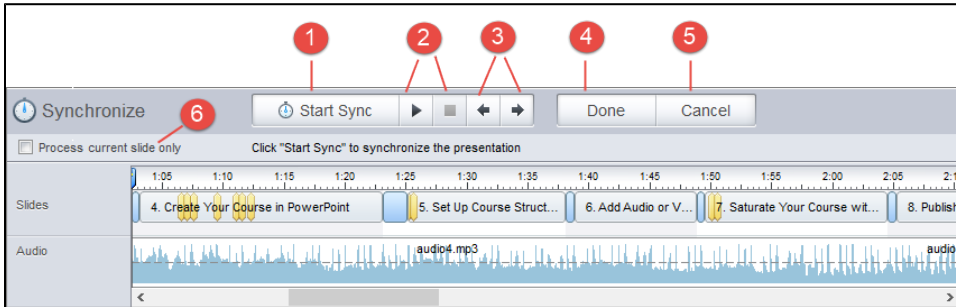 1 2 3 4 5
Synchronize Start Sync Done Cancel
6
Process current slide only Click "Start Sync" to synchronize the presentation
1:05 1:10 1:15 1:20 1:25 1:30 1:35 1:40 1:45 1:50 1:55 2:00 2:05 2:1
Slides 4. Create Your Course in PowerPoint 5. Set Up Course Struct... 6. Add Audio or V... 7. Saturate Your Course wit... 8. Publish
Audio audio4.mp3 audio